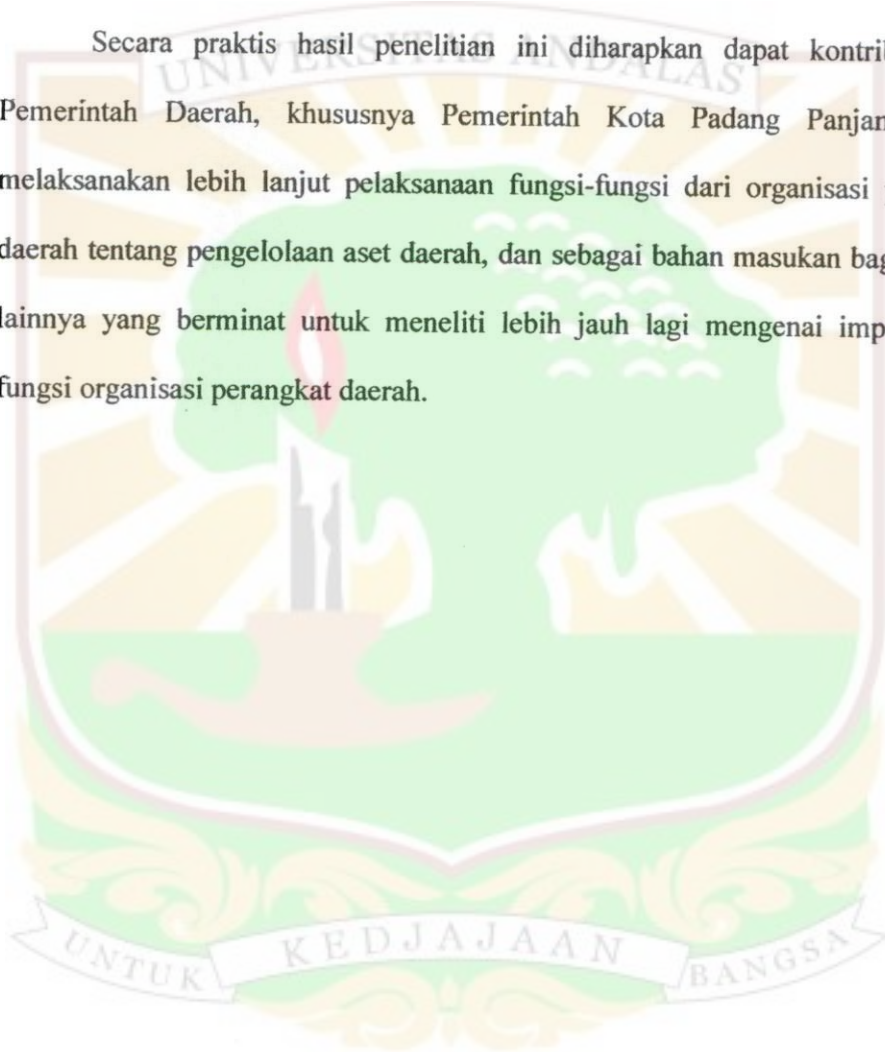 UNIVERSITAS ANDALAS
Secara praktis hasil penelitian ini diharapkan dapat kontril
Pemerintah Daerah, khususnya Pemerintah Kota Padang Panjan
melaksanakan lebih lanjut pelaksanaan fungsi-fungsi dari organisasi
daerah tentang pengelolaan aset daerah, dan sebagai bahan masukan bag
lainnya yang berminat untuk meneliti lebih jauh lagi mengenai imp
fungsi organisasi perangkat daerah.
UNTUK KEDJAJAAN BANGSA